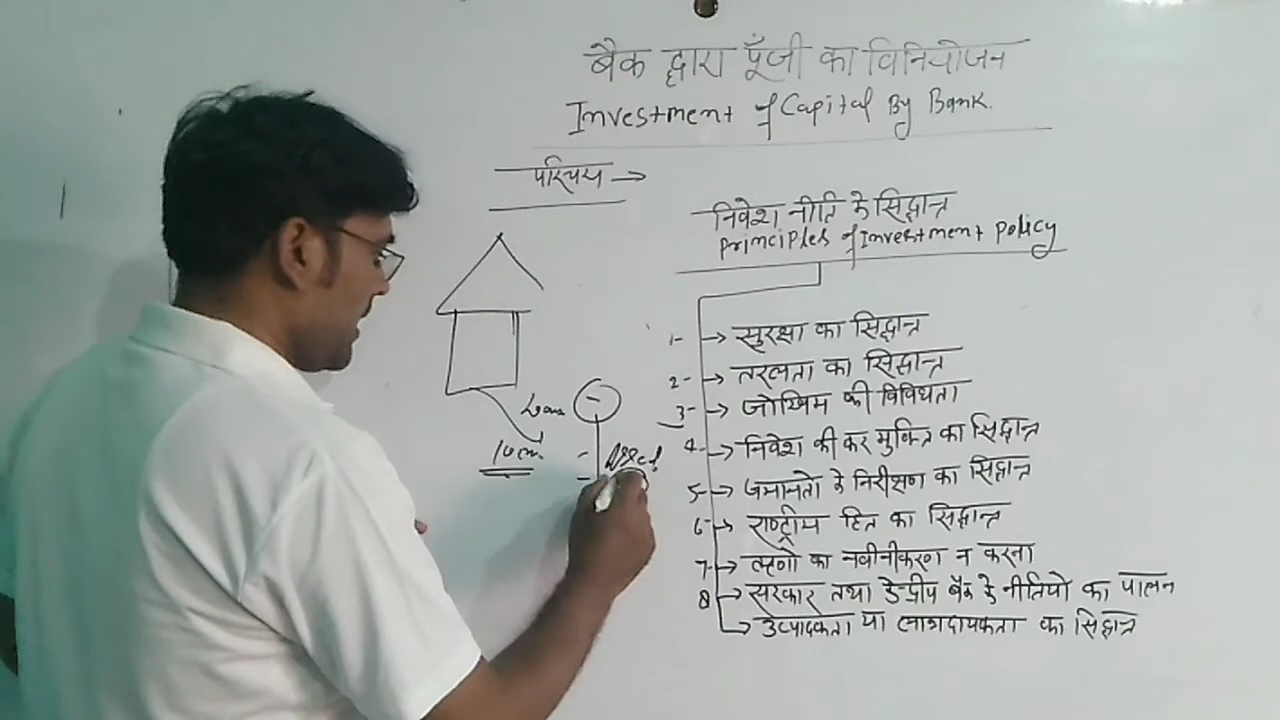 बैंक द्वारा पूँजी का विनियोजन
Investment of Capital By Bank.
परिचय →
निवेश नीति के सिद्धान्त
Principles of Investment Policy
1- → सुरक्षा का सिद्धान्त
2- → तरलता का सिद्धान्त
3- → जोखिम की विविधता
4- → निवेश की कर मुक्ति का सिद्धान्त
5- → जमानतो के निरीक्षण का सिद्धान्त
6- → राष्ट्रीय हित का सिद्धान्त
7- → ऋणो का नवीनीकरण न करना
8 → सरकार तथा केन्द्रीय बैंक के नीतियो का पालन
→ उत्पादकता या लाभदायकता का सिद्धान्त
Loan